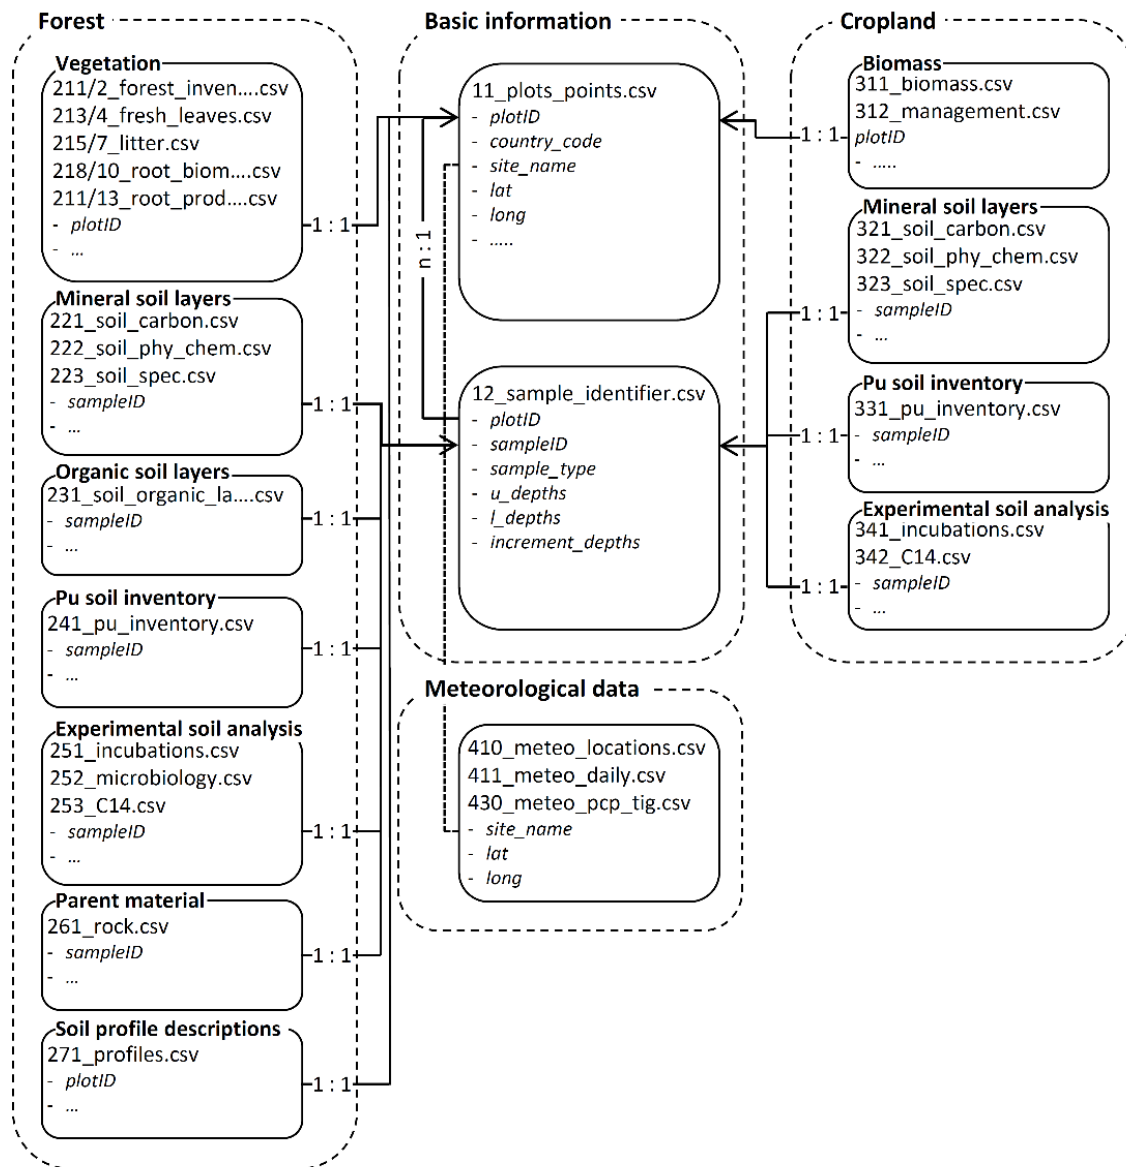 Forest
Vegetation
211/2_forest_inven....csv
213/4_fresh_leaves.csv
215/7_litter.csv
218/10_root_biom....csv
211/13_root_prod....csv
- plotID
- ...
1 : 1
Mineral soil layers
221_soil_carbon.csv
222_soil_phy_chem.csv
223_soil_spec.csv
- sampleID
- ...
1 : 1
Organic soil layers
231_soil_organic_la....csv
- sampleID
- ...
1 : 1
Pu soil inventory
241_pu_inventory.csv
- sampleID
- ...
1 : 1
Experimental soil analysis
251_incubations.csv
252_microbiology.csv
253_C14.csv
- sampleID
- ...
1 : 1
Parent material
261_rock.csv
- sampleID
- ...
1 : 1
Soil profile descriptions
271_profiles.csv
- plotID
- ...
1 : 1
Basic information
11_plots_points.csv
- plotID
- country_code
- site_name
- lat
- long
- .....
n : 1
12_sample_identifier.csv
- plotID
- sampleID
- sample_type
- u_depths
- l_depths
- increment_depths
Meteorological data
410_meteo_locations.csv
411_meteo_daily.csv
430_meteo_pcp_tig.csv
- site_name
- lat
- long
Cropland
Biomass
311_biomass.csv
312_management.csv
plotID
- .....
1 : 1
Mineral soil layers
321_soil_carbon.csv
322_soil_phy_chem.csv
323_soil_spec.csv
- sampleID
- ...
1 : 1
Pu soil inventory
331_pu_inventory.csv
- sampleID
- ...
1 : 1
Experimental soil analysis
341_incubations.csv
342_C14.csv
- sampleID
- ...
1 : 1